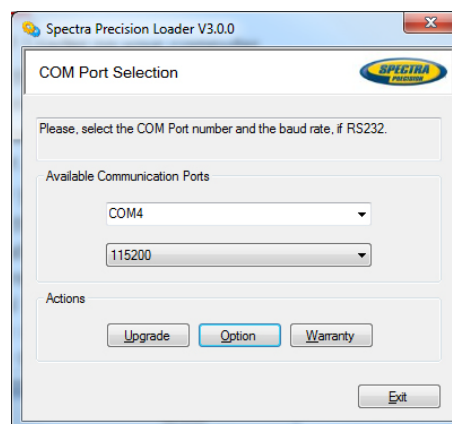 Spectra Precision Loader V3.0.0
COM Port Selection
SPECTRA
PRECISION
Please, select the COM Port number and the baud rate, if RS232.
Available Communication Ports
COM4
115200
Actions
Upgrade Option Warranty
Exit